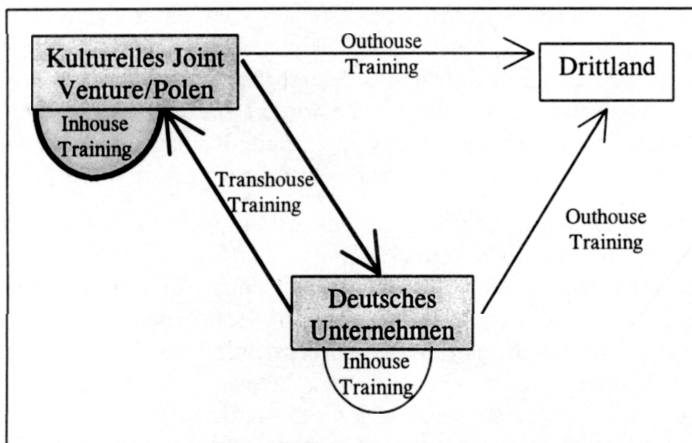 Kulturelles Joint
Venture/Polen
Inhouse
Training
Outhouse
Training
Drittland
Transhouse
Training
Outhouse
Training
Deutsches
Unternehmen
Inhouse
Training